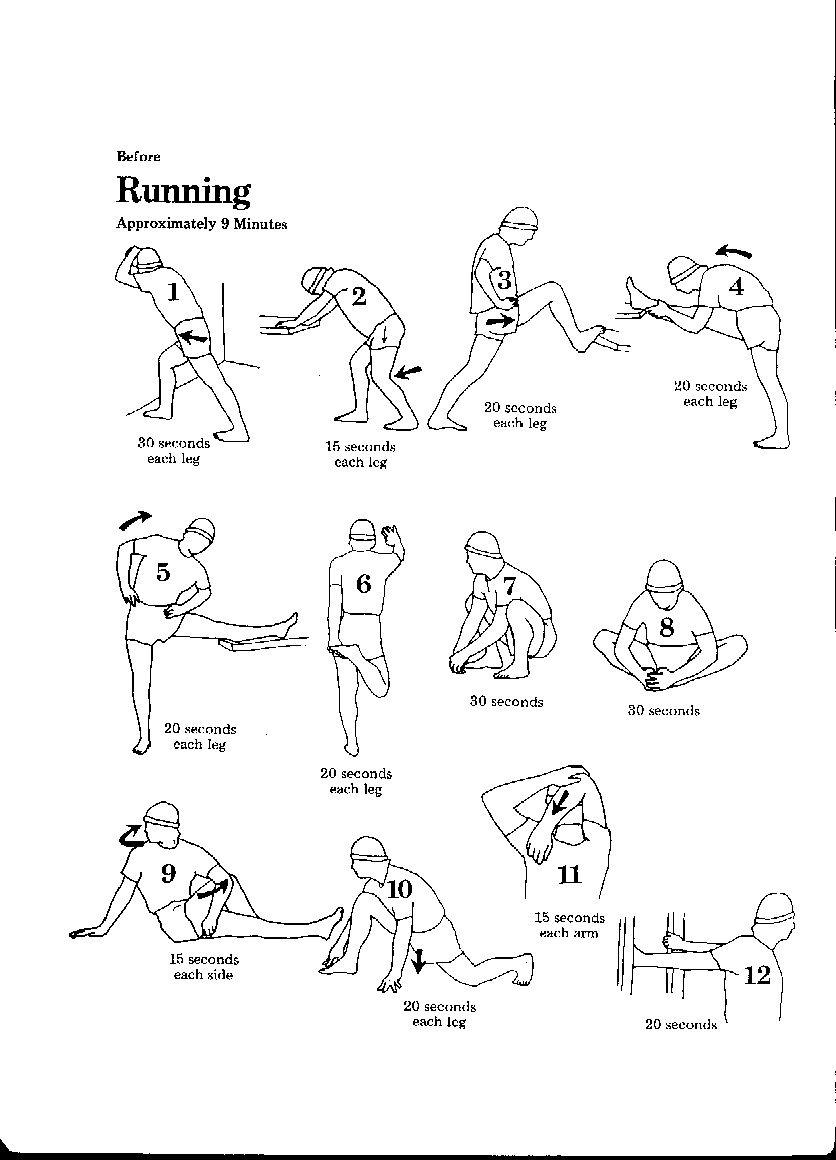 Before
Running
Approximately 9 Minutes
1
30 seconds
each leg
2
15 seconds
each leg
3
20 seconds
each leg
4
20 seconds
each leg
5
20 seconds
each leg
6
20 seconds
each leg
7
30 seconds
8
30 seconds
9
15 seconds
each side
10
20 seconds
each leg
11
15 seconds
each arm
12
20 seconds